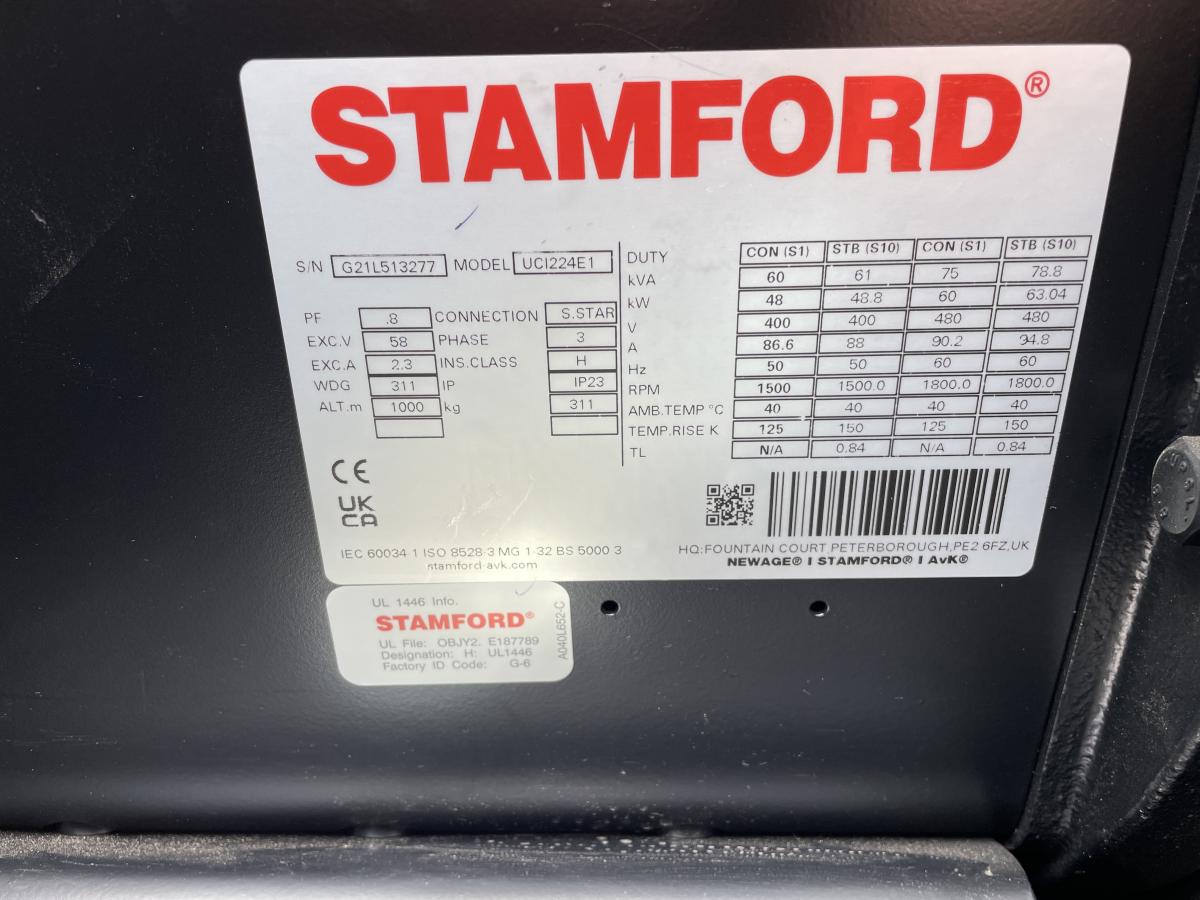 STAMFORD®
S/N G21L513277 MODEL UCI224E1
PF .8 CONNECTION S.STAR
EXC.V 58 PHASE 3
EXC.A 2.3 INS.CLASS H
WDG 311 IP IP23
ALT.m 1000 kg 311
DUTY CON (S1) STB (S10) CON (S1) STB (S10)
kVA 60 61 75 78.8
kW 48 48.8 60 63.04
V 400 400 480 480
A 86.6 88 90.2 94.8
Hz 50 50 60 60
RPM 1500 1500.0 1800.0 1800.0
AMB.TEMP °C 40 40 40 40
TEMP.RISE K 125 150 125 150
TL N/A 0.84 N/A 0.84
CE
UK
CA
IEC 60034-1 ISO 8528-3 MG 1-32 BS 5000 3
stamford-avk.com
HQ:FOUNTAIN COURT,PETERBOROUGH,PE2 6FZ,UK
NEWAGE® I STAMFORD® I AvK®
UL 1446 Info.
STAMFORD®
UL File: OBJY2. E187789
Designation: H: UL1446
Factory ID Code: G-6
A040L652-C